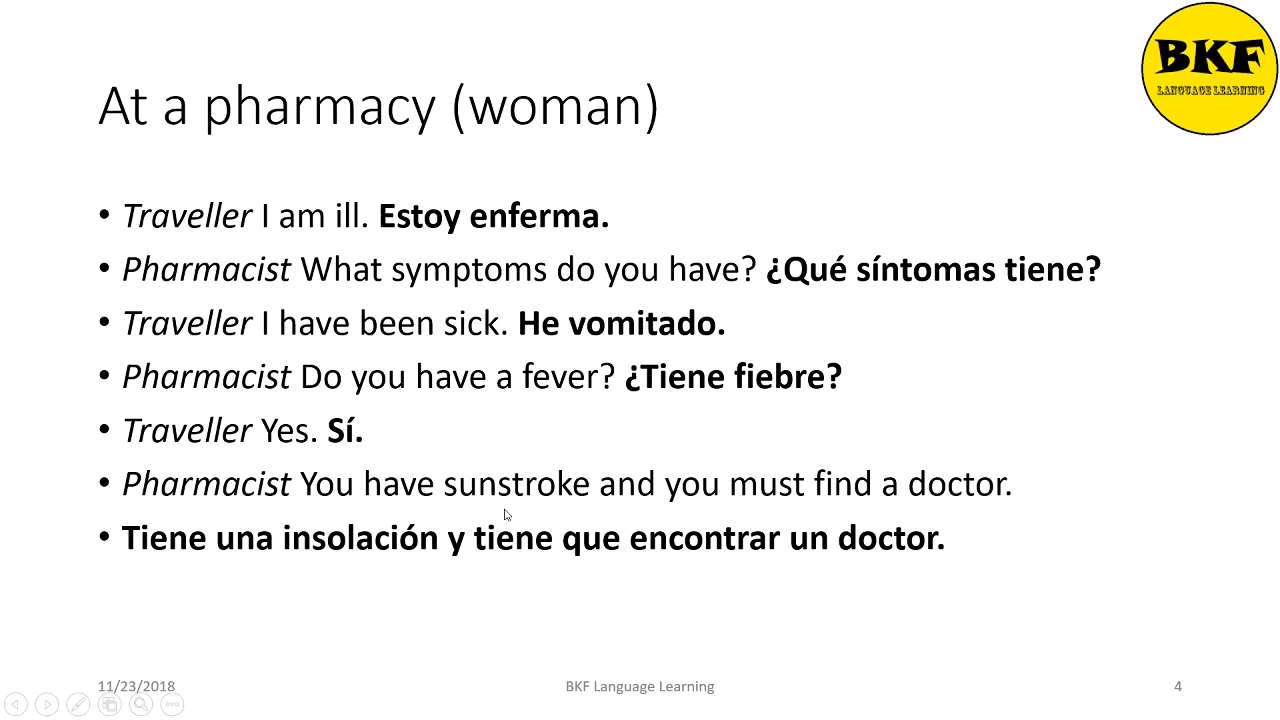 BKF
LANGUAGE LEARNING
At a pharmacy (woman)
• Traveller I am ill. Estoy enferma.
• Pharmacist What symptoms do you have? ¿Qué síntomas tiene?
• Traveller I have been sick. He vomitado.
• Pharmacist Do you have a fever? ¿Tiene fiebre?
• Traveller Yes. Sí.
• Pharmacist You have sunstroke and you must find a doctor.
• Tiene una insolación y tiene que encontrar un doctor.
11/23/2018
BKF Language Learning
4